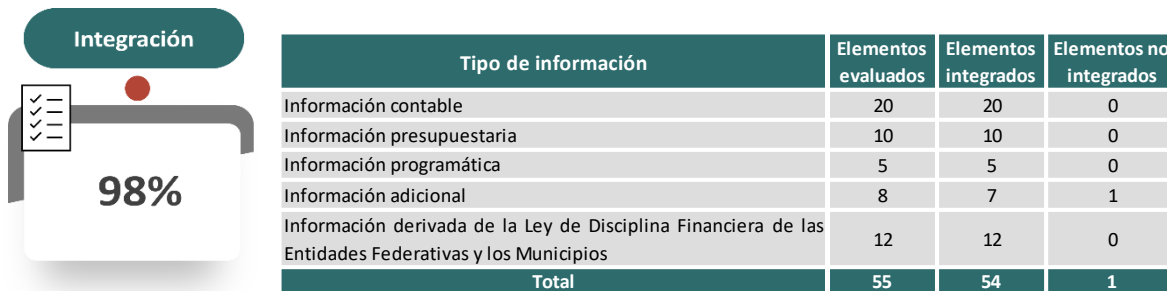 Integración
98%
Tipo de información Elementos evaluados Elementos integrados Elementos no integrados
Información contable 20 20 0
Información presupuestaria 10 10 0
Información programática 5 5 0
Información adicional 8 7 1
Información derivada de la Ley de Disciplina Financiera de las
Entidades Federativas y los Municipios 12 12 0
Total 55 54 1